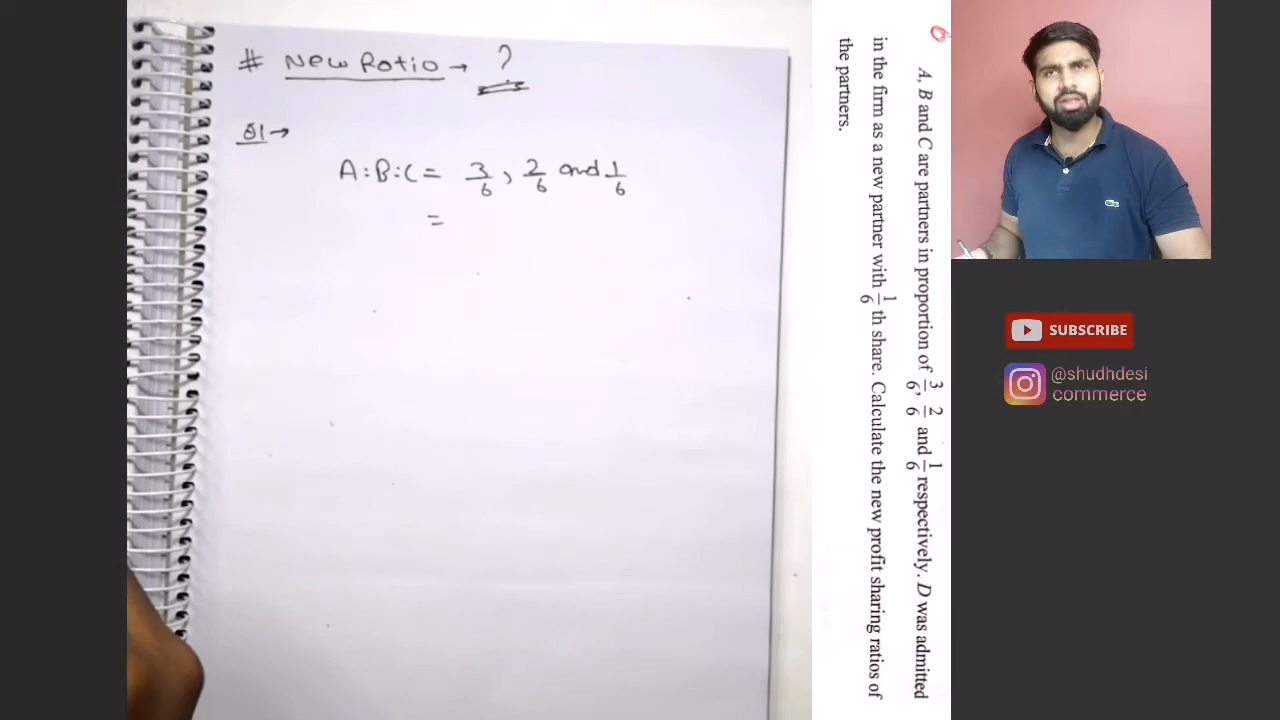 # New Ratio → ?
Q1 →
A:B:C = 3/6, 2/6 and 1/6
=
6
A, B and C are partners in proportion of 3/6, 2/6 and 1/6 respectively. D was admitted
in the firm as a new partner with 1/6 th share. Calculate the new profit sharing ratios of
the partners.
SUBSCRIBE
@shudhdesi
commerce